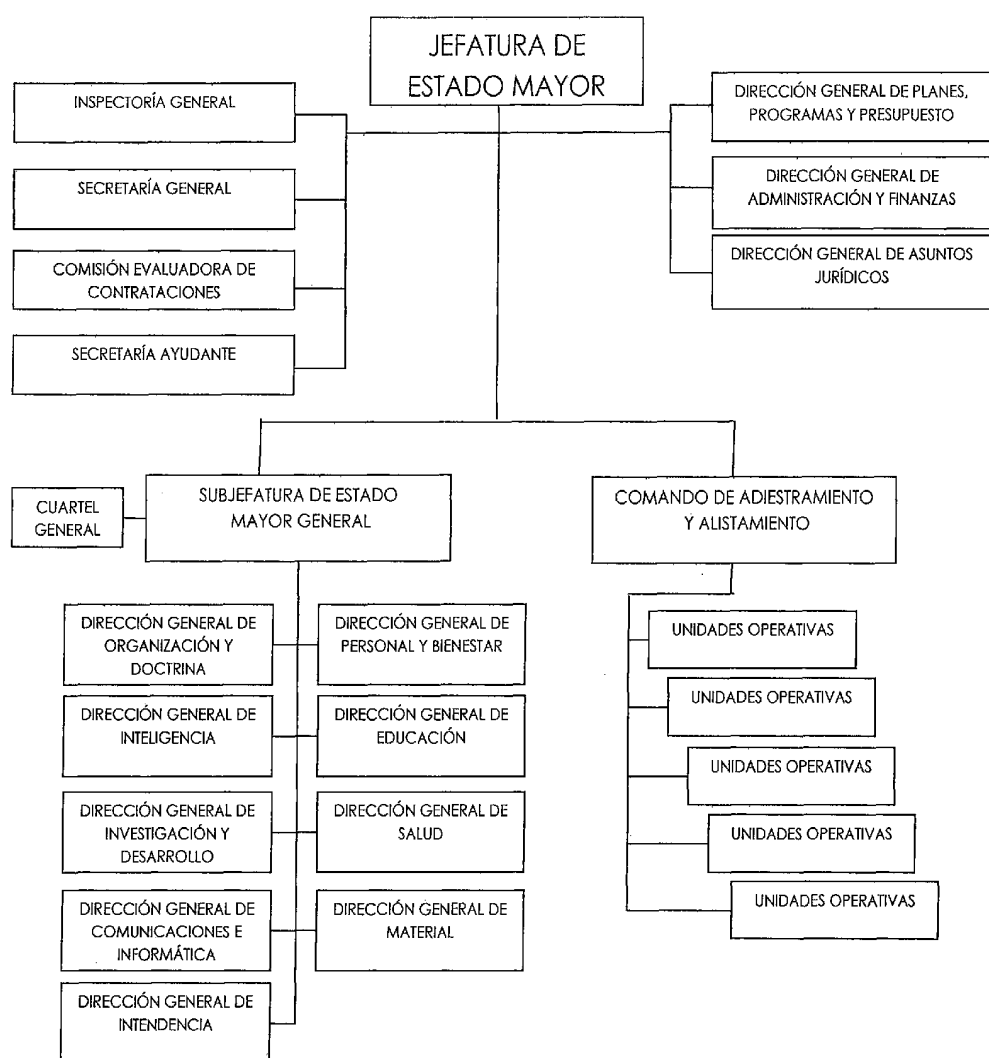 JEFATURA DE
ESTADO MAYOR
INSPECTORÍA GENERAL
SECRETARÍA GENERAL
COMISIÓN EVALUADORA DE
CONTRATACIONES
SECRETARÍA AYUDANTE
DIRECCIÓN GENERAL DE PLANES,
PROGRAMAS Y PRESUPUESTO
DIRECCIÓN GENERAL DE
ADMINISTRACIÓN Y FINANZAS
DIRECCIÓN GENERAL DE ASUNTOS
JURÍDICOS
CUARTEL
GENERAL
SUBJEFATURA DE ESTADO
MAYOR GENERAL
COMANDO DE ADIESTRAMIENTO
Y ALISTAMIENTO
DIRECCIÓN GENERAL DE
ORGANIZACIÓN Y
DOCTRINA
DIRECCIÓN GENERAL DE
PERSONAL Y BIENESTAR
DIRECCIÓN GENERAL DE
INTELIGENCIA
DIRECCIÓN GENERAL DE
EDUCACIÓN
DIRECCIÓN GENERAL DE
INVESTIGACIÓN Y
DESARROLLO
DIRECCIÓN GENERAL DE
SALUD
DIRECCIÓN GENERAL DE
COMUNICACIONES E
INFORMÁTICA
DIRECCIÓN GENERAL DE
MATERIAL
DIRECCIÓN GENERAL DE
INTENDENCIA
UNIDADES OPERATIVAS
UNIDADES OPERATIVAS
UNIDADES OPERATIVAS
UNIDADES OPERATIVAS
UNIDADES OPERATIVAS